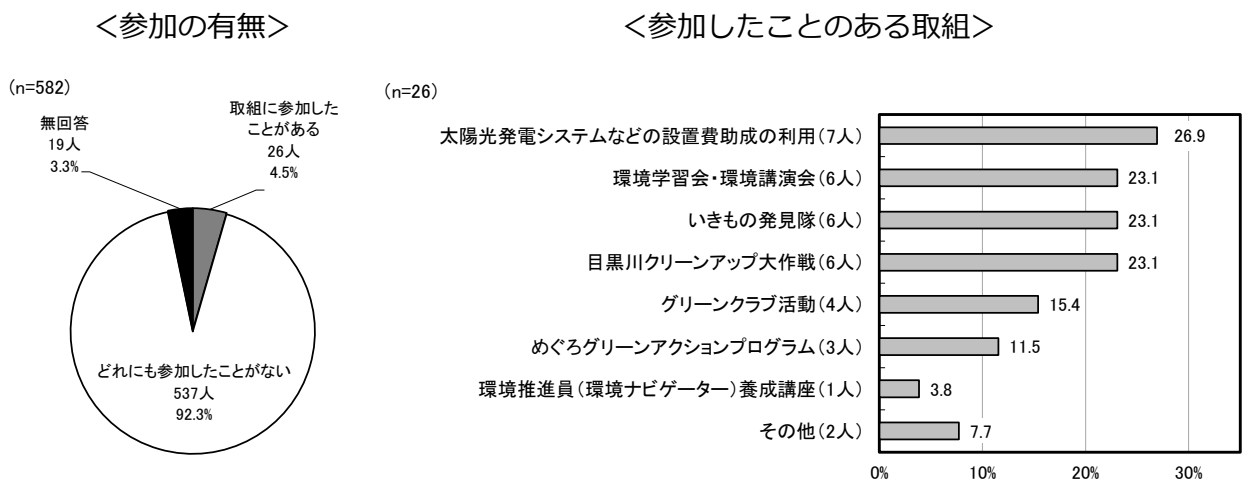 ＜参加の有無＞
(n=582)
無回答
19人
3.3%
取組に参加した
ことがある
26人
4.5%
どれにも参加したことがない
537人
92.3%
＜参加したことのある取組＞
(n=26)
太陽光発電システムなどの設置費助成の利用(7人) 26.9
環境学習会・環境講演会(6人) 23.1
いきもの発見隊(6人) 23.1
目黒川クリーンアップ大作戦(6人) 23.1
グリーンクラブ活動(4人) 15.4
めぐろグリーンアクションプログラム(3人) 11.5
環境推進員(環境ナビゲーター)養成講座(1人) 3.8
その他(2人) 7.7
0% 10% 20% 30%